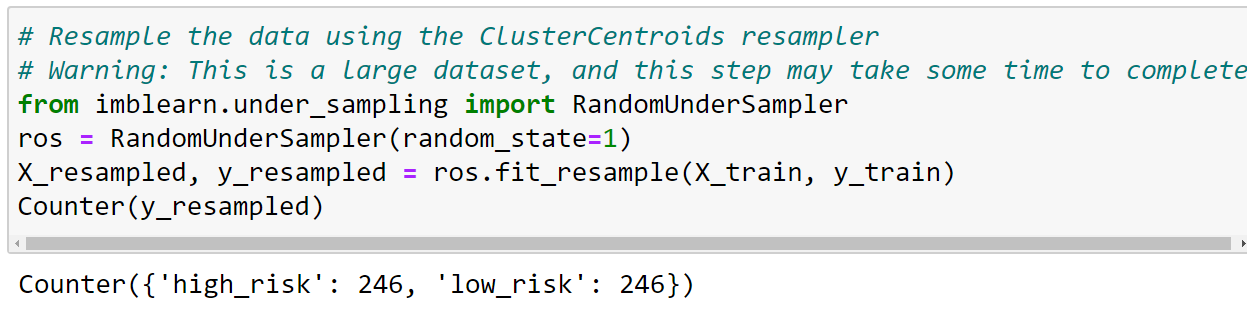 # Resample the data using the ClusterCentroids resampler
# Warning: This is a large dataset, and this step may take some time to complete
from imblearn.under_sampling import RandomUnderSampler
ros = RandomUnderSampler(random_state=1)
X_resampled, y_resampled = ros.fit_resample(X_train, y_train)
Counter(y_resampled)
Counter({'high_risk': 246, 'low_risk': 246})